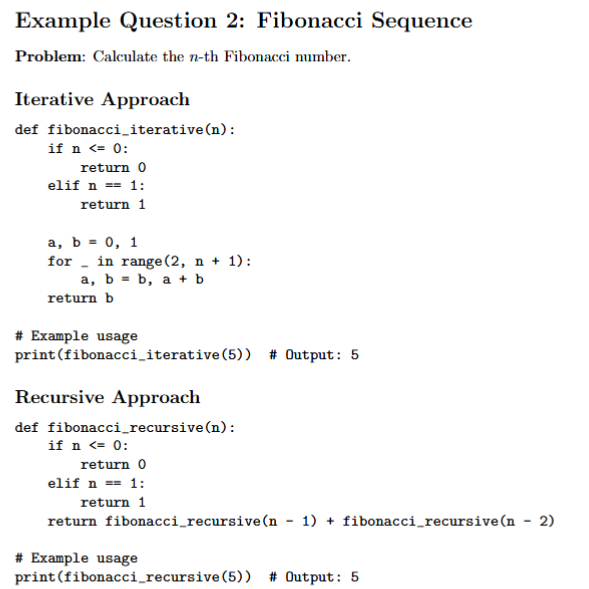 Example Question 2: Fibonacci Sequence
Problem: Calculate the n-th Fibonacci number.
Iterative Approach
def fibonacci_iterative(n):
    if n <= 0:
        return 0
    elif n == 1:
        return 1

    a, b = 0, 1
    for _ in range(2, n + 1):
        a, b = b, a + b
    return b

# Example usage
print(fibonacci_iterative(5))  # Output: 5
Recursive Approach
def fibonacci_recursive(n):
    if n <= 0:
        return 0
    elif n == 1:
        return 1
    return fibonacci_recursive(n - 1) + fibonacci_recursive(n - 2)

# Example usage
print(fibonacci_recursive(5))  # Output: 5